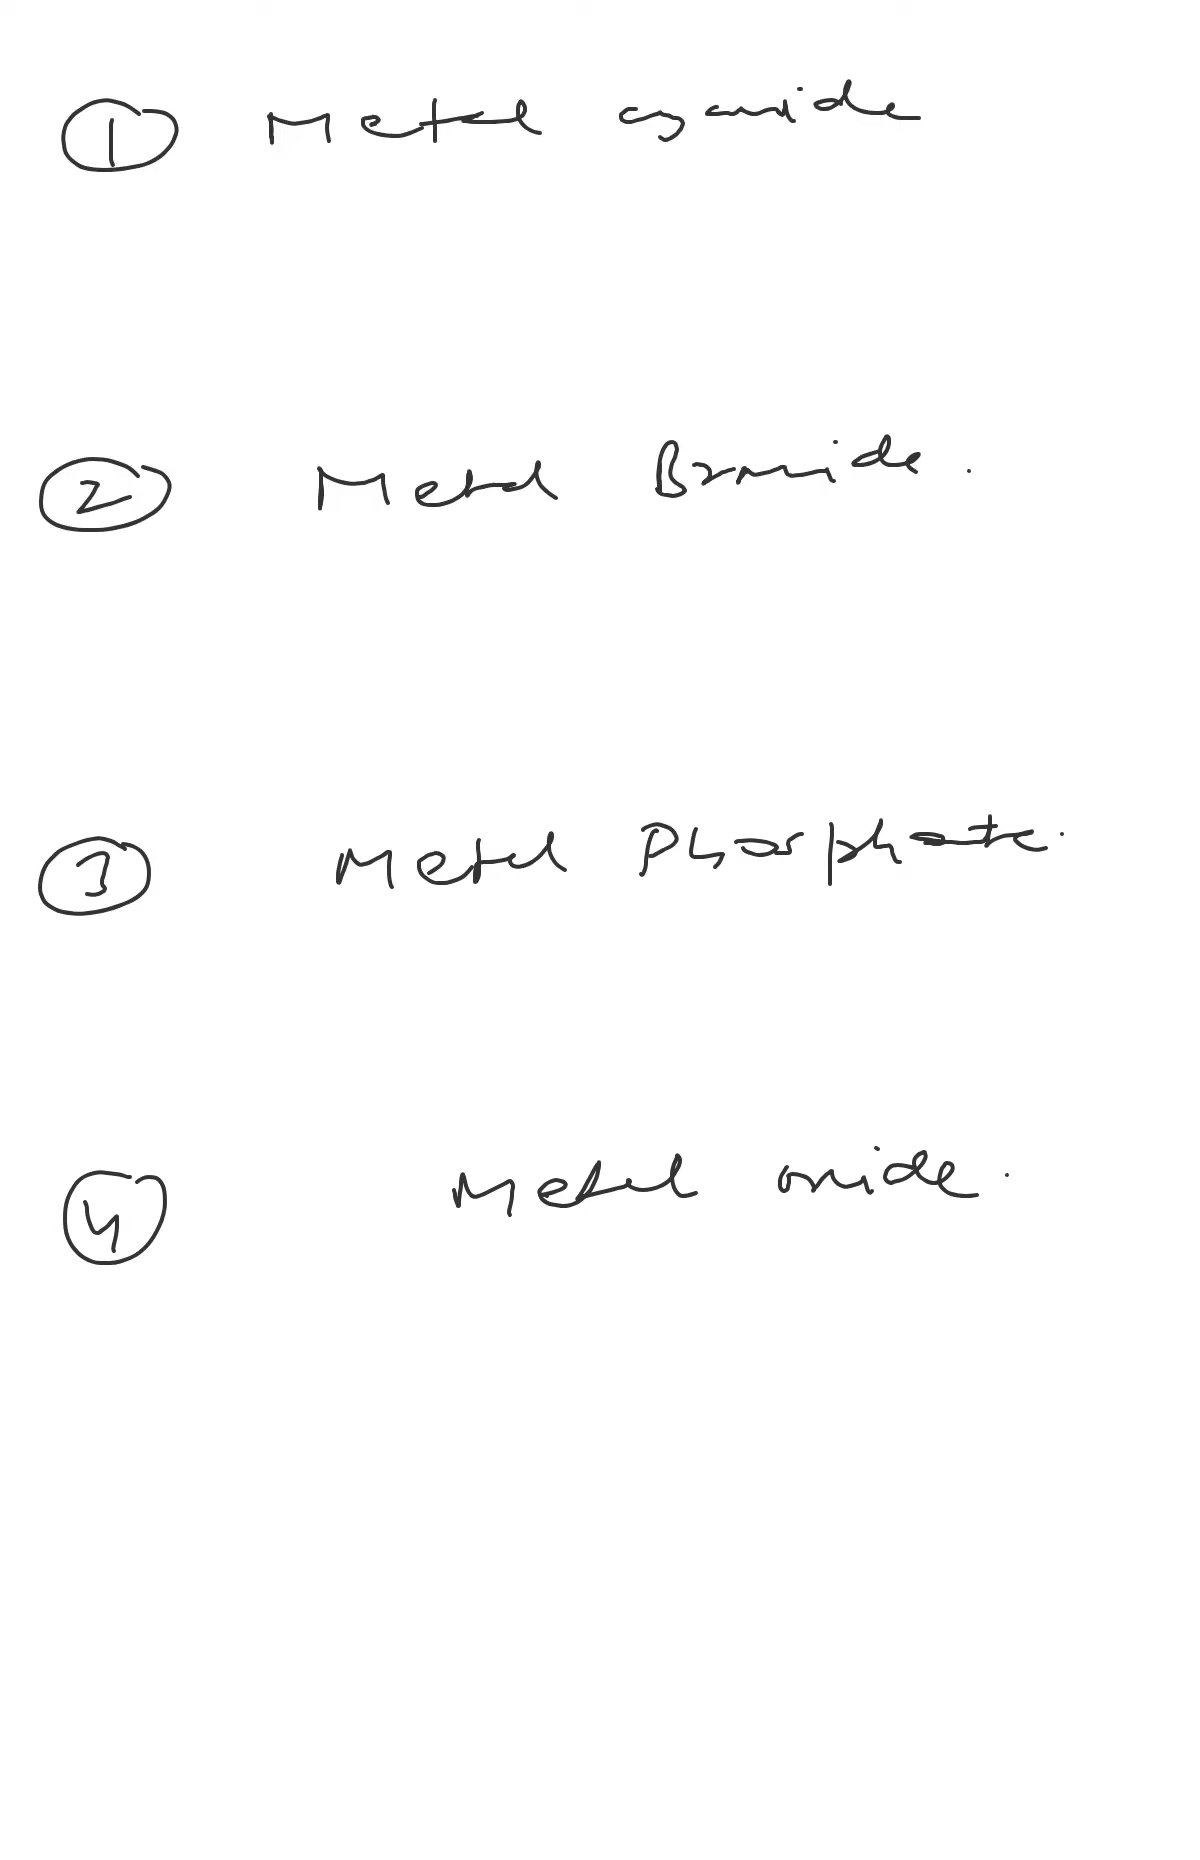 ① Metal cyanide
② Metal Bromide.
③ Metal Phosphate.
④ Metal oxide.